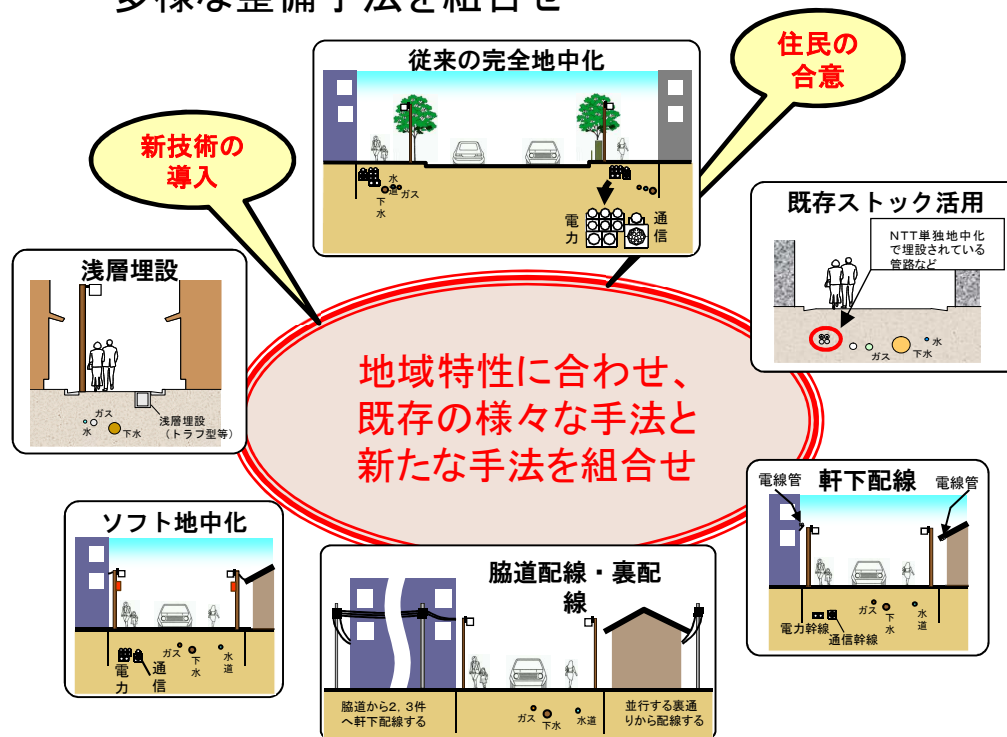 多様な整備手法を組合せ
従来の完全地中化
水
道
ガス
下
水
電
力
通
信
住民の
合意
新技術の
導入
既存ストック活用
NTT単独地中化
で埋設されている
管路など
ガス
下水
水
浅層埋設
ガス
水
下水
浅層埋設
(トラフ型等)
地域特性に合わせ、
既存の様々な手法と
新たな手法を組合せ
電線管
軒下配線
電線管
ガス
下
水
水
道
電力幹線
通信幹線
ソフト地中化
ガス
下
水
水
道
電
力
通
信
脇道配線・裏配
線
脇道から2,3件
へ軒下配線する
ガス
下水
水道
並行する裏通
りから配線する